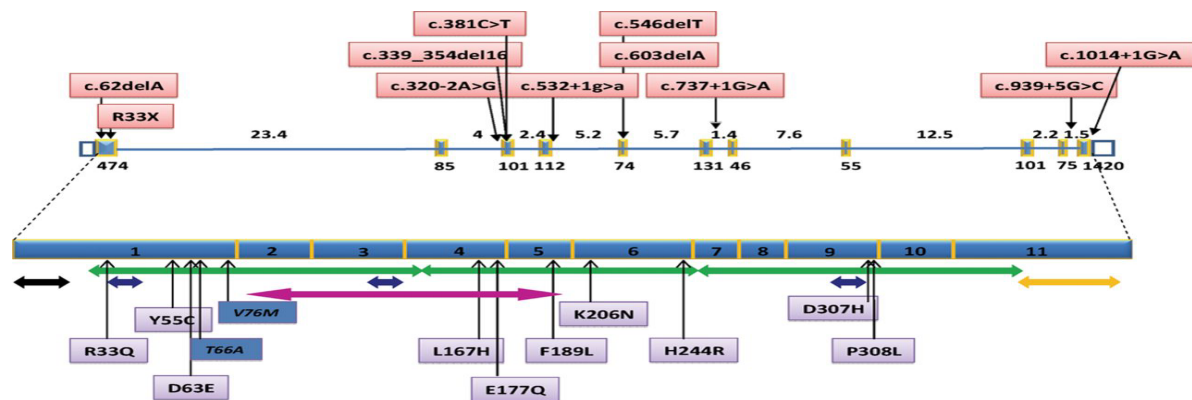 c.381C>T
c.546delT
c.339_354del16
c.603delA
c.1014+1G>A
c.62delA
c.320-2A>G
c.532+1g>a
c.737+1G>A
c.939+5G>C
R33X
23.4
4
2.4
5.2
5.7
1.4
7.6
12.5
2.2
1.5
474
85
101
112
74
131
46
55
101
75
1420
1
2
3
4
5
6
7
8
9
10
11
Y55C
V76M
K206N
D307H
R33Q
T66A
L167H
F189L
H244R
P308L
D63E
E177Q